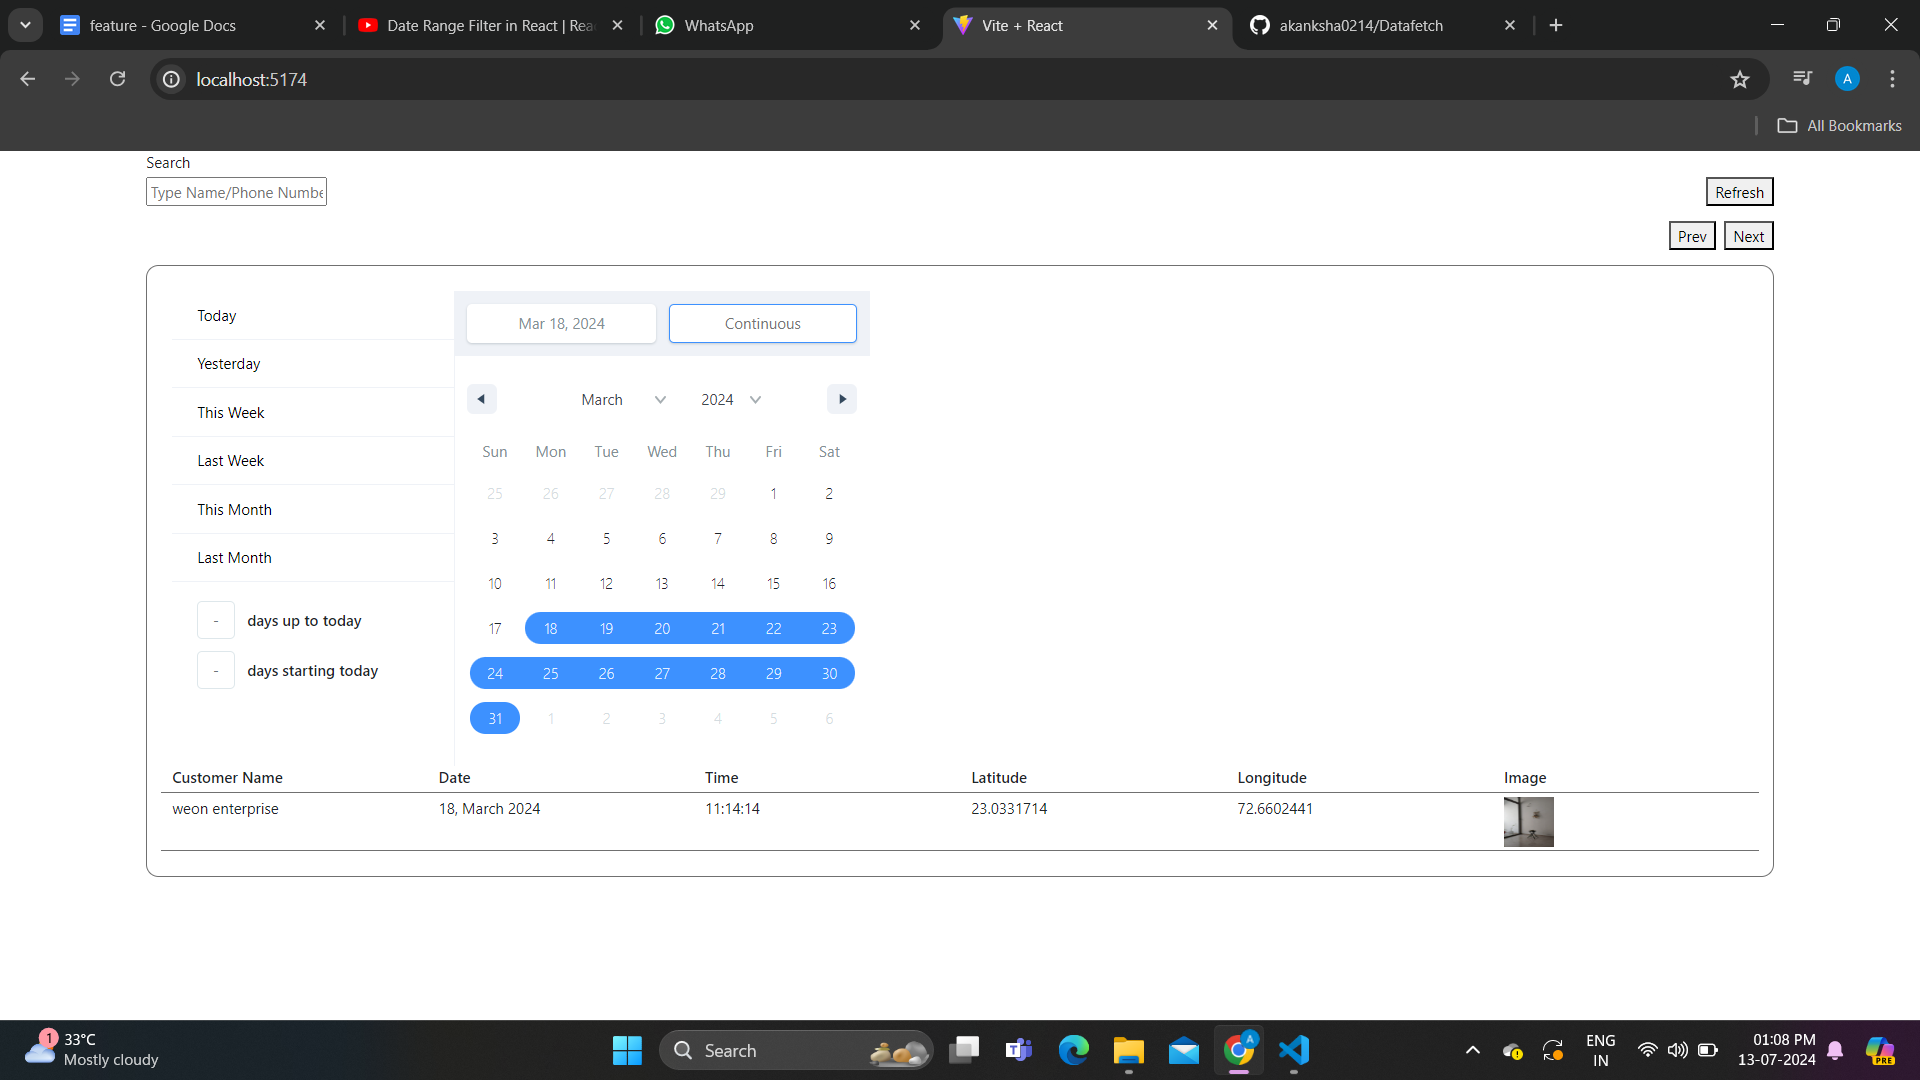 feature - Google Docs
Date Range Filter in React | Rea
WhatsApp
Vite + React
akanksha0214/Datafetch
localhost:5174
A
All Bookmarks
Search
Type Name/Phone Numbe
Refresh
Prev Next
Today
Yesterday
This Week
Last Week
This Month
Last Month
- days up to today
- days starting today
Mar 18, 2024 Continuous
March 2024
Sun Mon Tue Wed Thu Fri Sat
25 26 27 28 29 1 2
3 4 5 6 7 8 9
10 11 12 13 14 15 16
17 18 19 20 21 22 23
24 25 26 27 28 29 30
31 1 2 3 4 5 6
Customer Name Date Time Latitude Longitude Image
weon enterprise 18, March 2024 11:14:14 23.0331714 72.6602441
1
33°C
Mostly cloudy
Search
A
ENG
IN
01:08 PM
13-07-2024
PRE